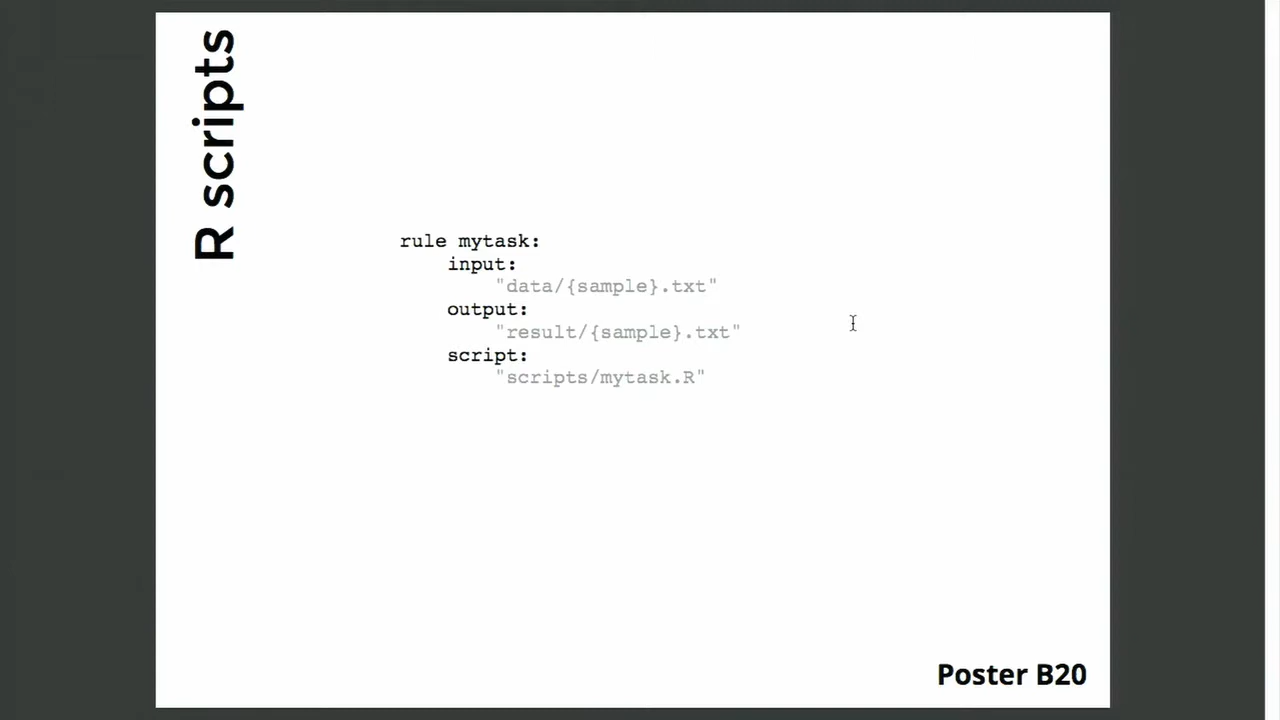 R scripts
rule mytask:
input:
"data/{sample}.txt"
output:
"result/{sample}.txt"
script:
"scripts/mytask.R"
Poster B20